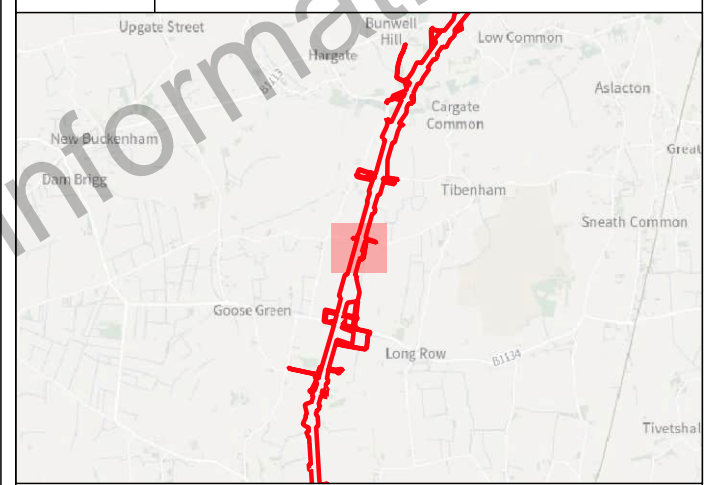 Upgate Street
Bunwell
Hill
Low Common
Hargate
B1113
Aslacton
Cargate
Common
New Buckenham
Great
Dam Brigg
Tibenham
Sneath Common
Informati
Goose Green
Long Row
B1134
Tivetshal